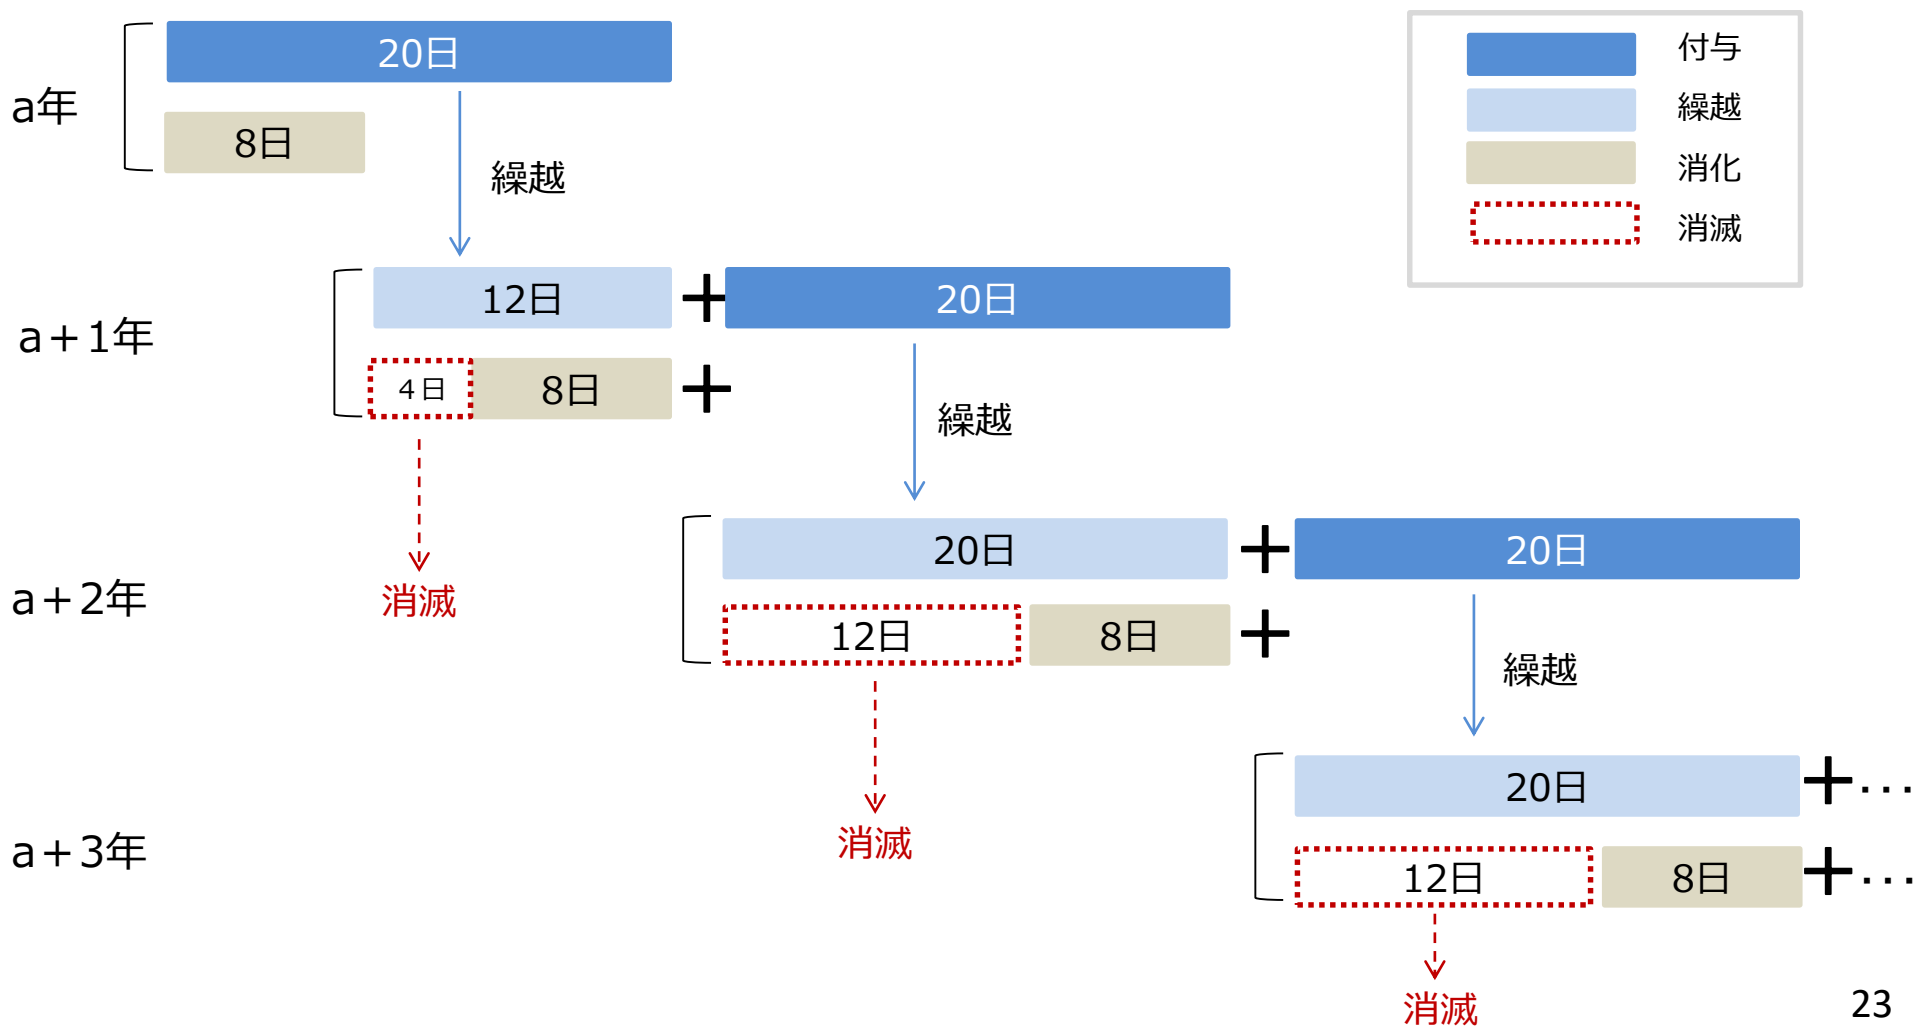 20日
a年
8日
繰越
付与
繰越
消化
消滅
12日
+
20日
a+1年
4日
8日
+
繰越
消滅
20日
+
20日
a+2年
12日
8日
+
繰越
消滅
20日
+…
a+3年
12日
8日
+…
消滅
23